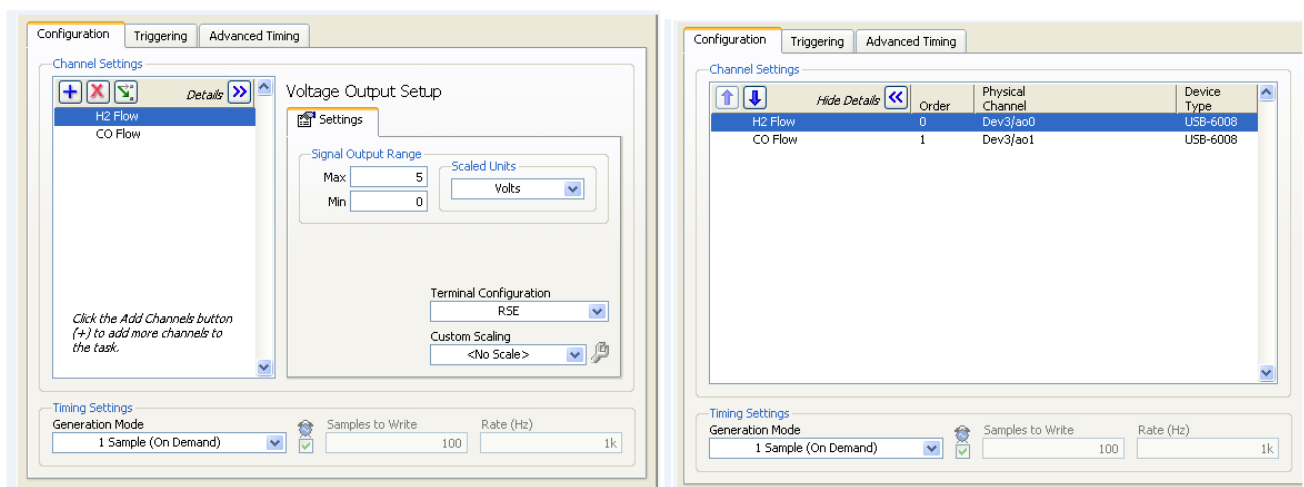 Configuration
Triggering
Advanced Timing
Channel Settings
Details
H2 Flow
CO Flow
Click the Add Channels button
(+) to add more channels to
the task.
Voltage Output Setup
Settings
Signal Output Range
Max 5
Min 0
Scaled Units
Volts
Terminal Configuration
RSE
Custom Scaling
<No Scale>
Timing Settings
Generation Mode
1 Sample (On Demand)
Samples to Write
100
Rate (Hz)
1k
Configuration
Triggering
Advanced Timing
Channel Settings
Hide Details
Order
Physical
Channel
Device
Type
H2 Flow 0 Dev3/ao0 USB-6008
CO Flow 1 Dev3/ao1 USB-6008
Timing Settings
Generation Mode
1 Sample (On Demand)
Samples to Write
100
Rate (Hz)
1k